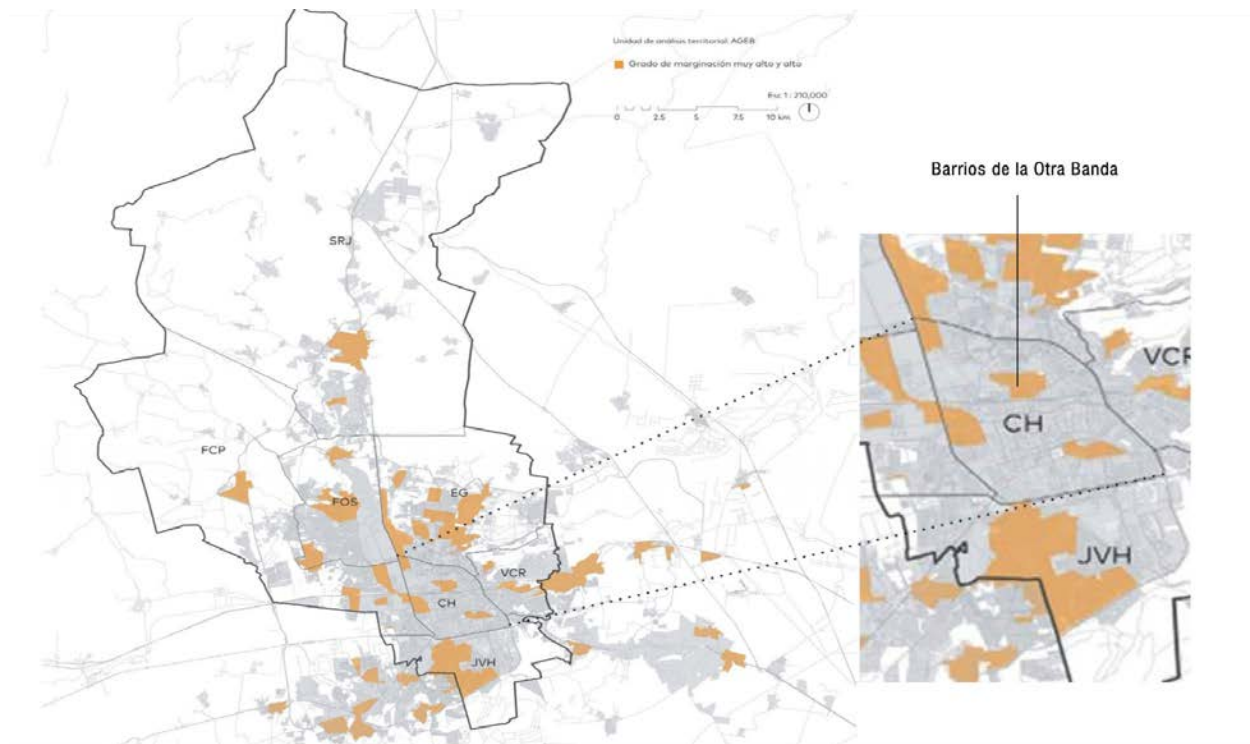 Unidad de análisis territorial: AGEB
Grado de marginación muy alto y alto
Esc 1 : 210,000
0 2.5 5 7.5 10 km
SRJ
FCP
FOS
EG
VCR
CH
JVH
Barrios de la Otra Banda
VCR
CH
JVH